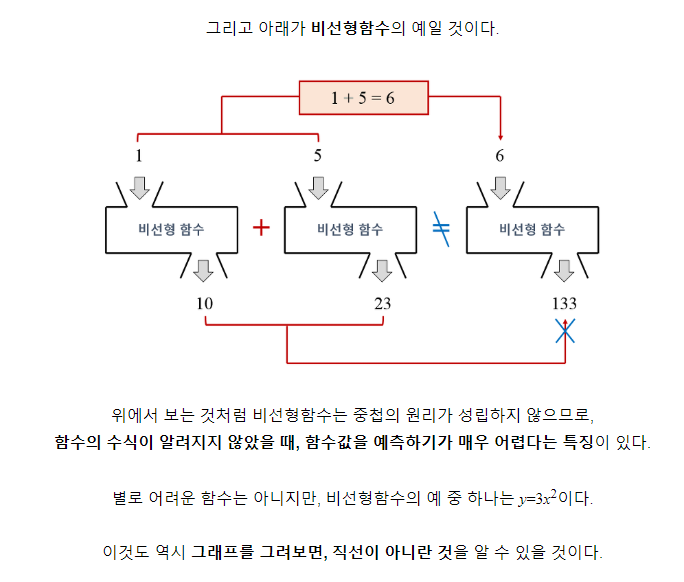 그리고 아래가 비선형함수의 예일 것이다.
1 + 5 = 6
1 5 6
비선형 함수 + 비선형 함수 ≠ 비선형 함수
10 23 133
위에서 보는 것처럼 비선형함수는 중첩의 원리가 성립하지 않으므로,
함수의 수식이 알려지지 않았을 때, 함수값을 예측하기가 매우 어렵다는 특징이 있다.
별로 어려운 함수는 아니지만, 비선형함수의 예 중 하나는 y=3x²이다.
이것도 역시 그래프를 그려보면, 직선이 아니란 것을 알 수 있을 것이다.